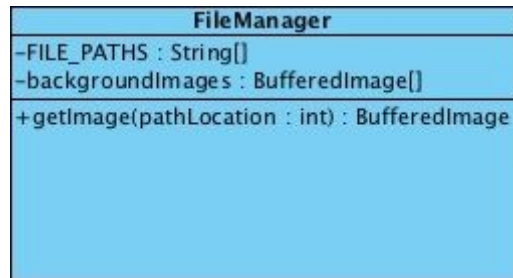 FileManager
-FILE_PATHS : String[]
-backgroundImages : BufferedImage[]
+getImage(pathLocation : int) : BufferedImage